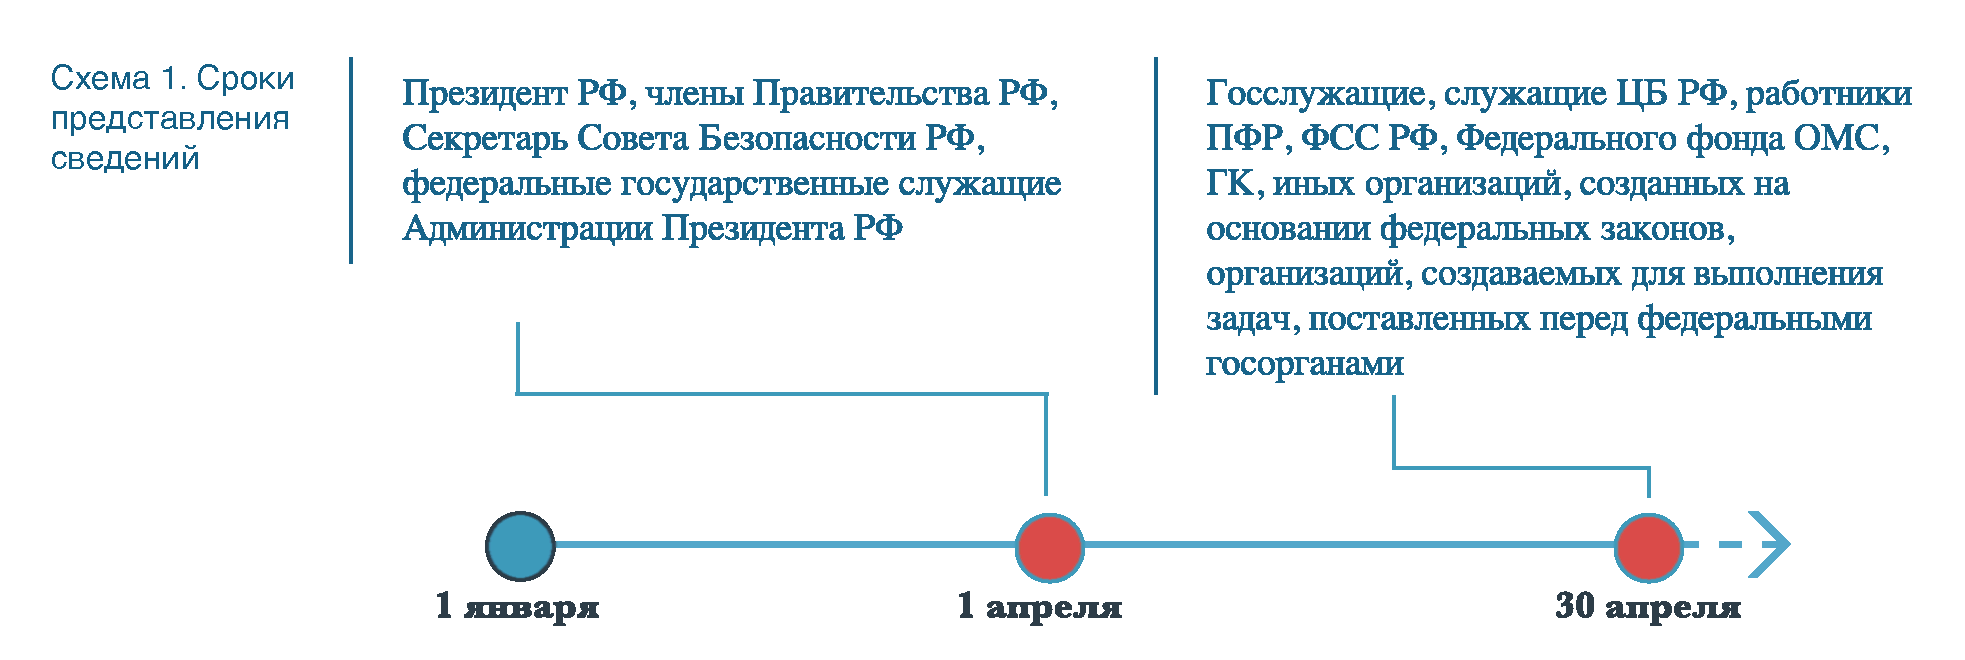 Схема 1. Сроки
представления
сведений
Президент РФ, члены Правительства РФ,
Секретарь Совета Безопасности РФ,
федеральные государственные служащие
Администрации Президента РФ
Госслужащие, служащие ЦБ РФ, работники
ПФР, ФСС РФ, Федерального фонда ОМС,
ГК, иных организаций, созданных на
основании федеральных законов,
организаций, создаваемых для выполнения
задач, поставленных перед федеральными
госорганами
1 января
1 апреля
30 апреля